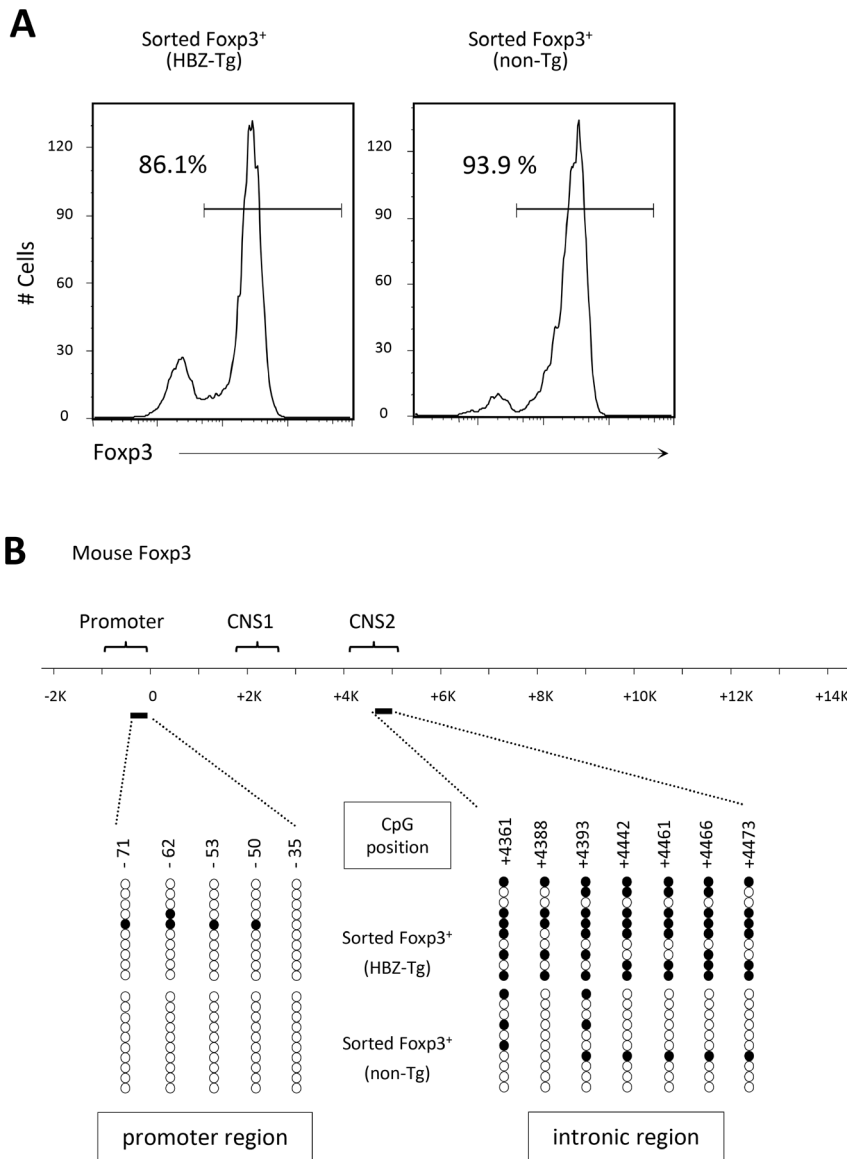 A
Sorted Foxp3⁺
(HBZ-Tg)
Sorted Foxp3⁺
(non-Tg)
# Cells
120
90
60
30
0
86.1%
120
90
60
30
0
93.9 %
Foxp3
B
Mouse Foxp3
Promoter
CNS1
CNS2
-2K 0 +2K +4K +6K +8K +10K +12K +14K
CpG
position
- 71 - 62 - 53 - 50 - 35
+4361 +4388 +4393 +4442 +4461 +4466 +4473
Sorted Foxp3⁺
(HBZ-Tg)
Sorted Foxp3⁺
(non-Tg)
promoter region
intronic region